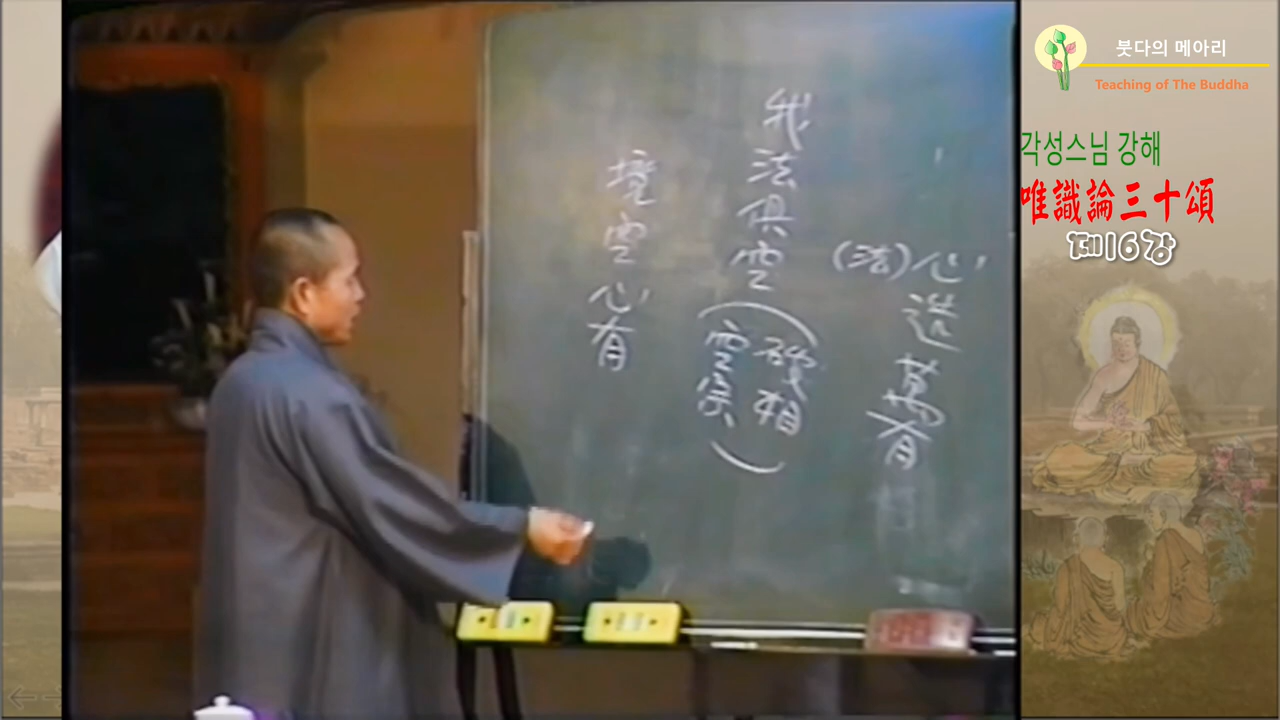 붓다의 메아리
Teaching of The Buddha
各성스님 강해
唯識論三十頌
제16강
(法)心造萬有
我法俱空
(破相
空宗)
境空心有